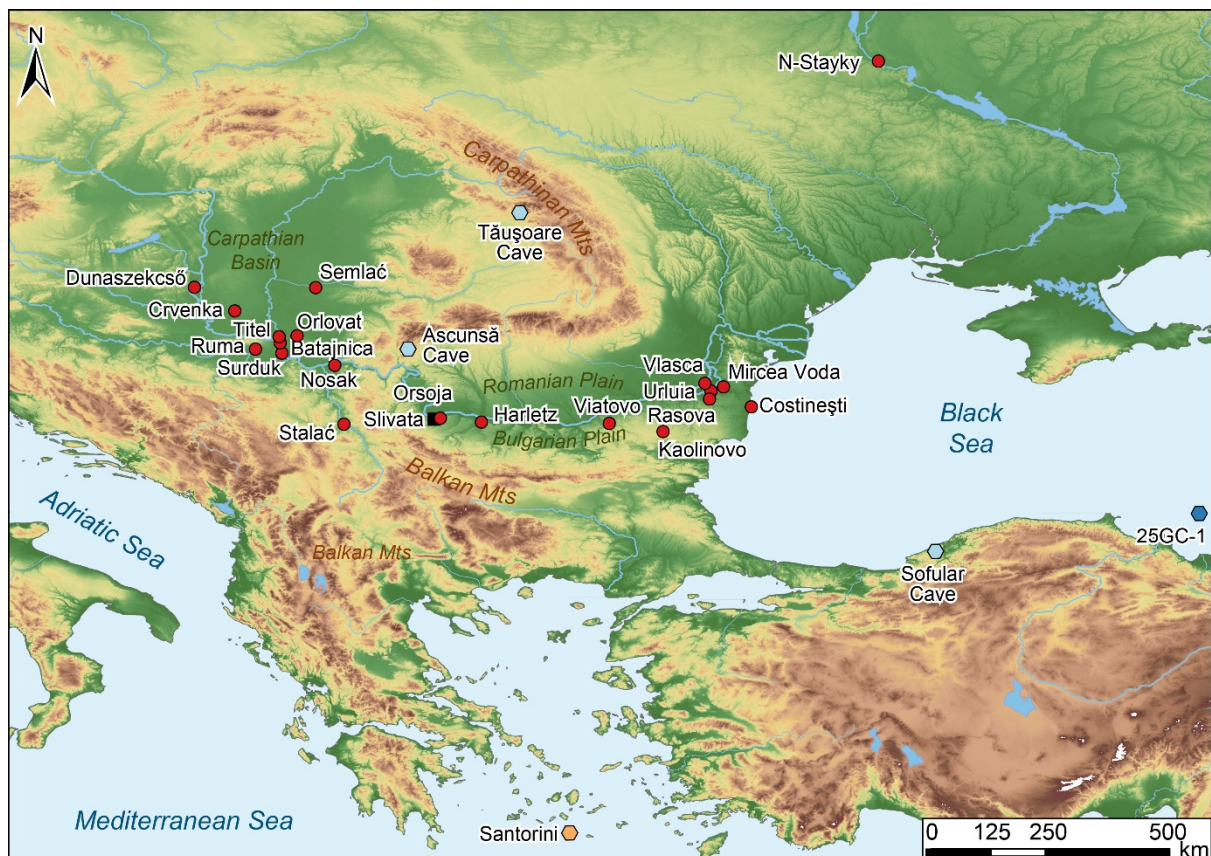 N
N-Stayky
Carpathinan Mts
Tăuşoare
Cave
Carpathian
Basin
Dunaszekcső
Semlać
Crvenka
Titel
Orlovat
Ruma
Batajnica
Surduk
Nosak
Ascunsă
Cave
Vlasca
Mircea Voda
Orsoja
Romanian Plain
Urluia
Slivata
Harletz
Viatovo
Rasova
Costineşti
Stalać
Bulgarian Plain
Kaolinovo
Black
Sea
Balkan Mts
Adriatic Sea
Balkan Mts
25GC-1
Sofular
Cave
Mediterranean Sea
Santorini
0 125 250 500
km